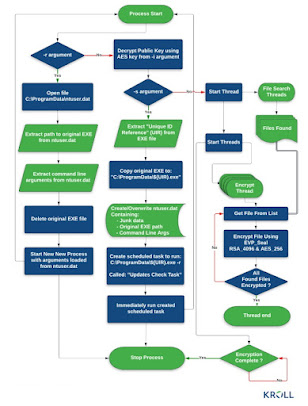 Process Start
-r argument
No
Yes
Open file
C:\ProgramData\ntuser.dat
Extract path to original EXE
from ntuser.dat
Extract command line
arguments from ntuser.dat
Delete original EXE file
Start New New Process
with arguments loaded
from ntuser.dat
Decrypt Public Key using
AES key from -i argument
-s argument
No
Yes
Extract "Unique ID
Reference" (UIR) from
EXE file
Copy original EXE to:
"C:\ProgramData\$(UIR).exe"
Create/Overwrite ntuser.dat
Containing:
- Junk data
- Original EXE path
- Command Line Args
Create scheduled task to run:
C:\ProgramData\$(UIR).exe -r
Called: "Updates Check Task"
Immediately run created
scheduled task
Stop Process
Start Thread
File Search
Threads
Files Found
Start Threads
Encrypt
Thread
Get File From List
Encrypt File Using
EVP_Seal
RSA_4096 & AES_256
All
Found Files
Encrypted ?
No
Yes
Thread end
Encryption
Complete ?
Yes
No
KROLL